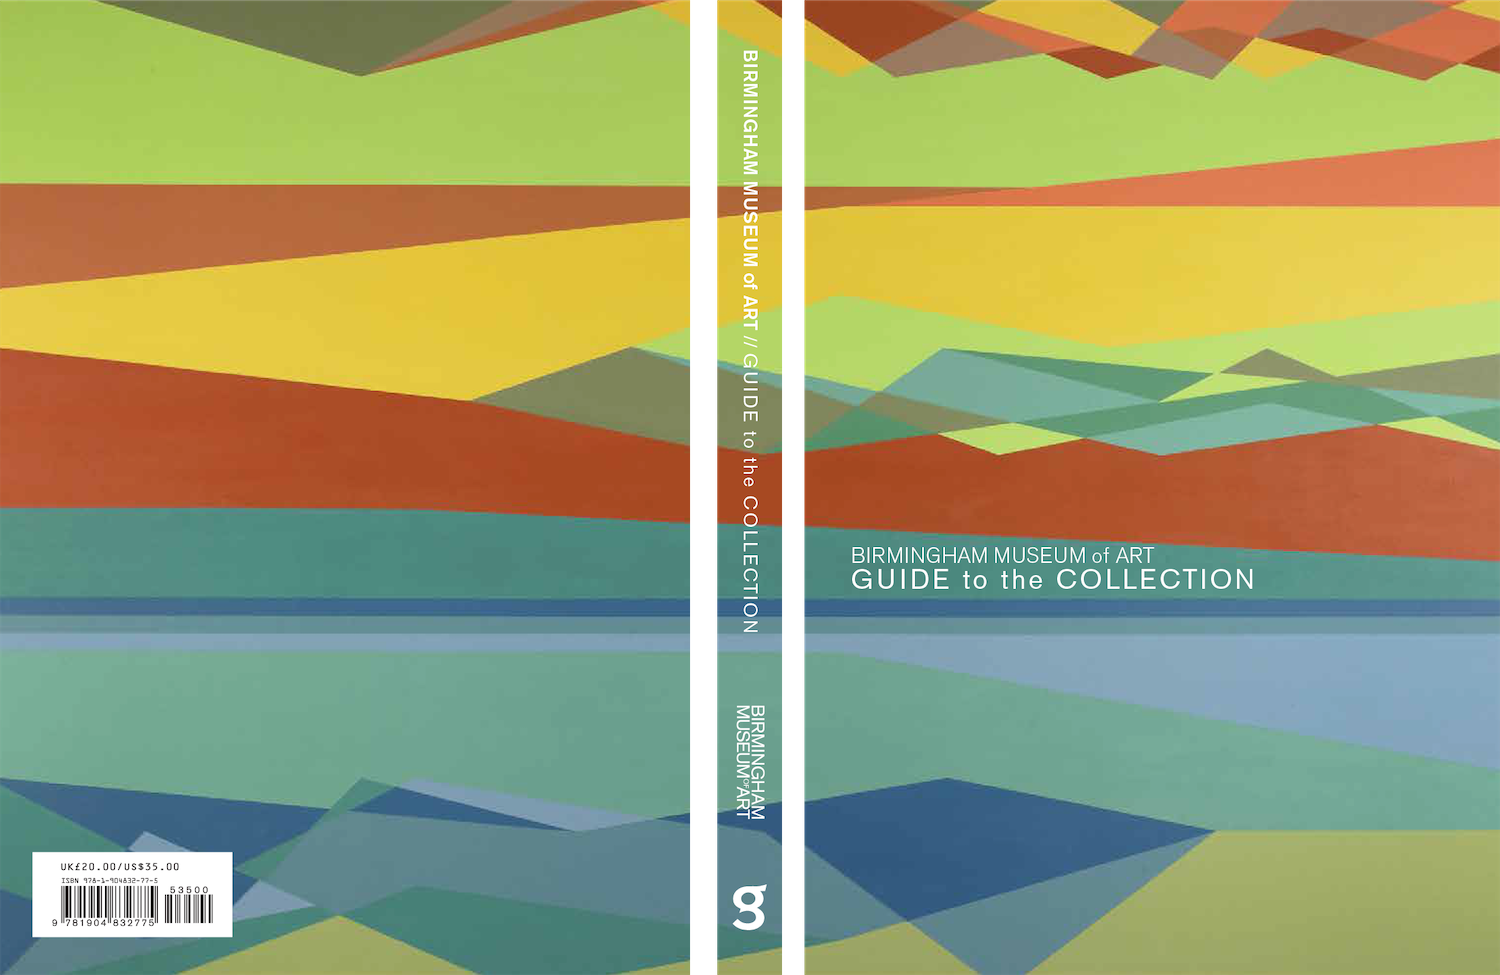 UK£20.00/US$35.00
ISBN 978-1-904832-77-5
53500
9 781904 832775
BIRMINGHAM MUSEUM of ART // GUIDE to the COLLECTION
BIRMINGHAM
MUSEUM OF ART
g
BIRMINGHAM MUSEUM of ART
GUIDE to the COLLECTION